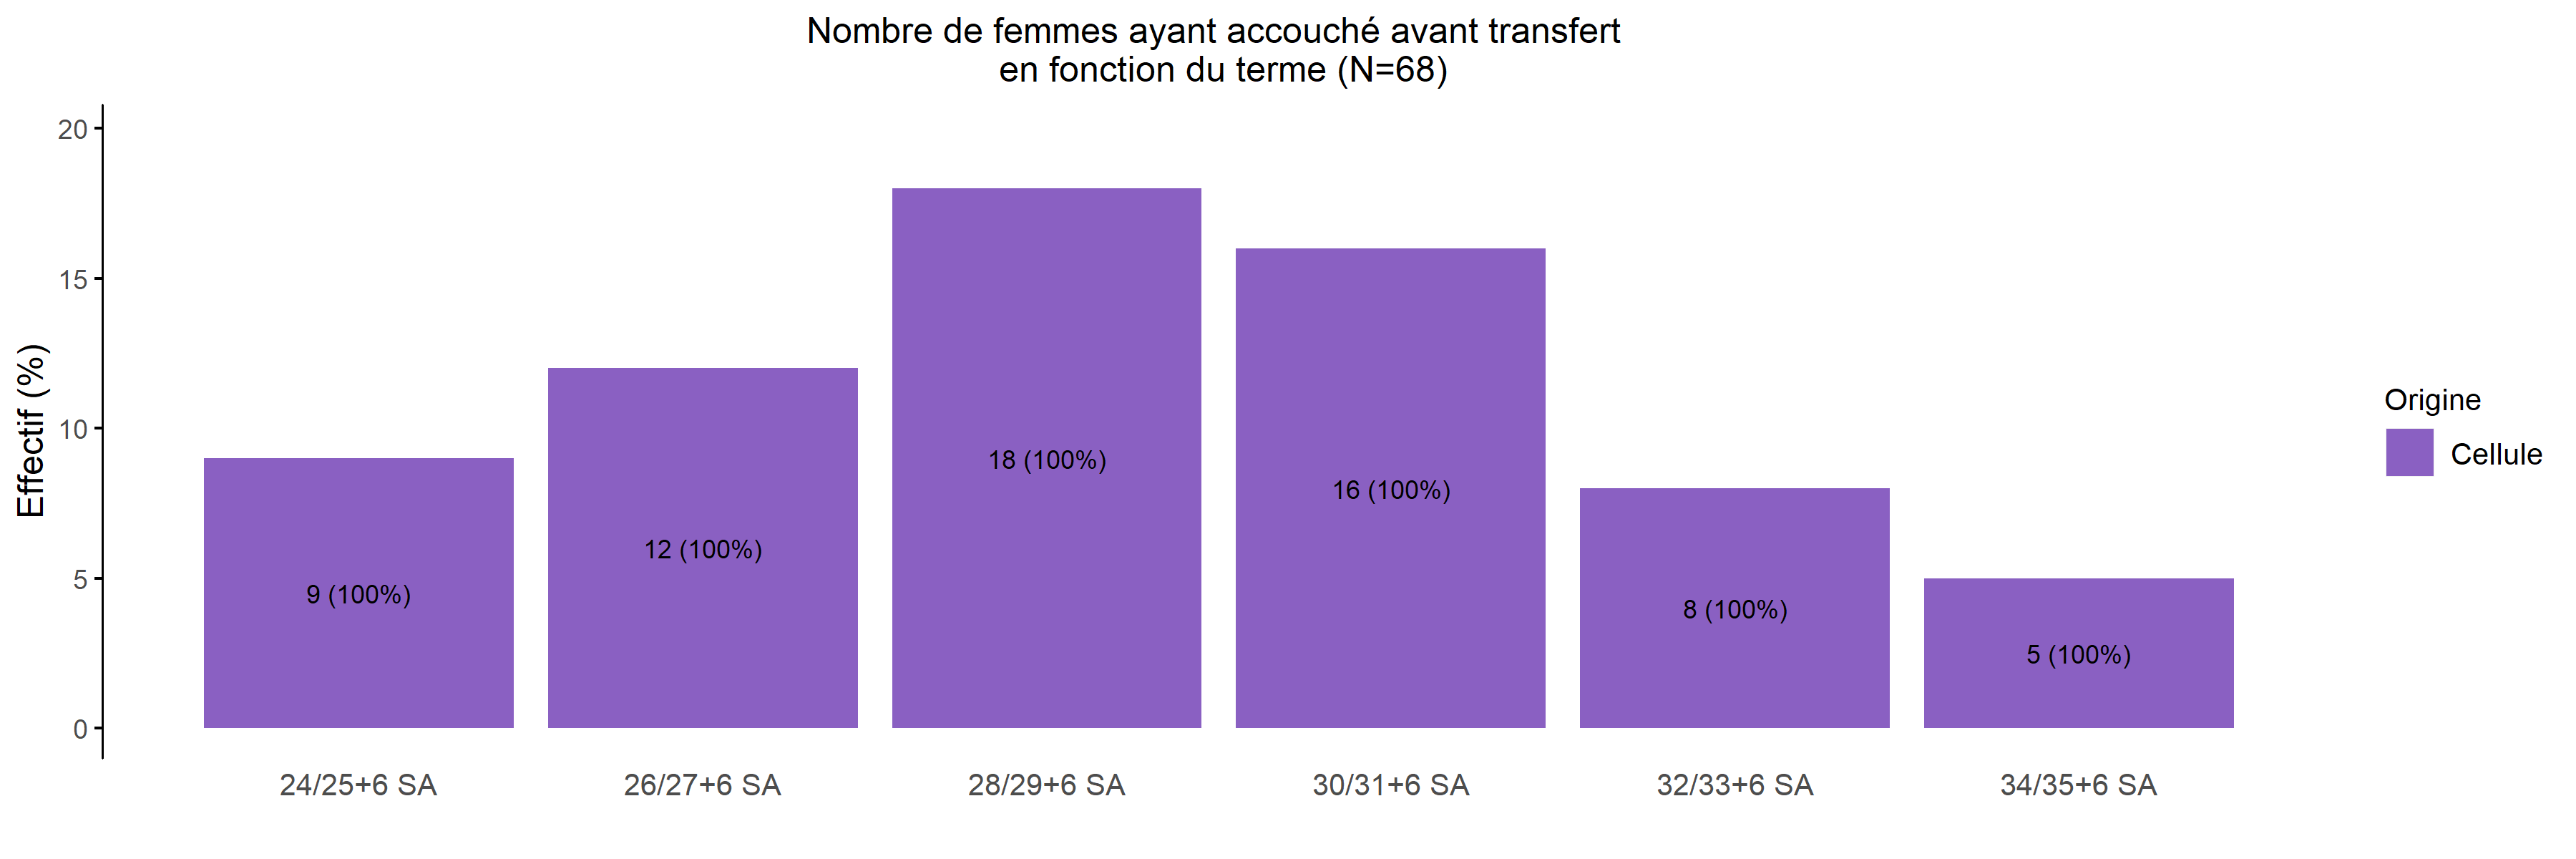 Nombre de femmes ayant accouché avant transfert
en fonction du terme (N=68)
Effectif (%)
20
15
10
5
0
9 (100%)
12 (100%)
18 (100%)
16 (100%)
8 (100%)
5 (100%)
24/25+6 SA
26/27+6 SA
28/29+6 SA
30/31+6 SA
32/33+6 SA
34/35+6 SA
Origine
Cellule